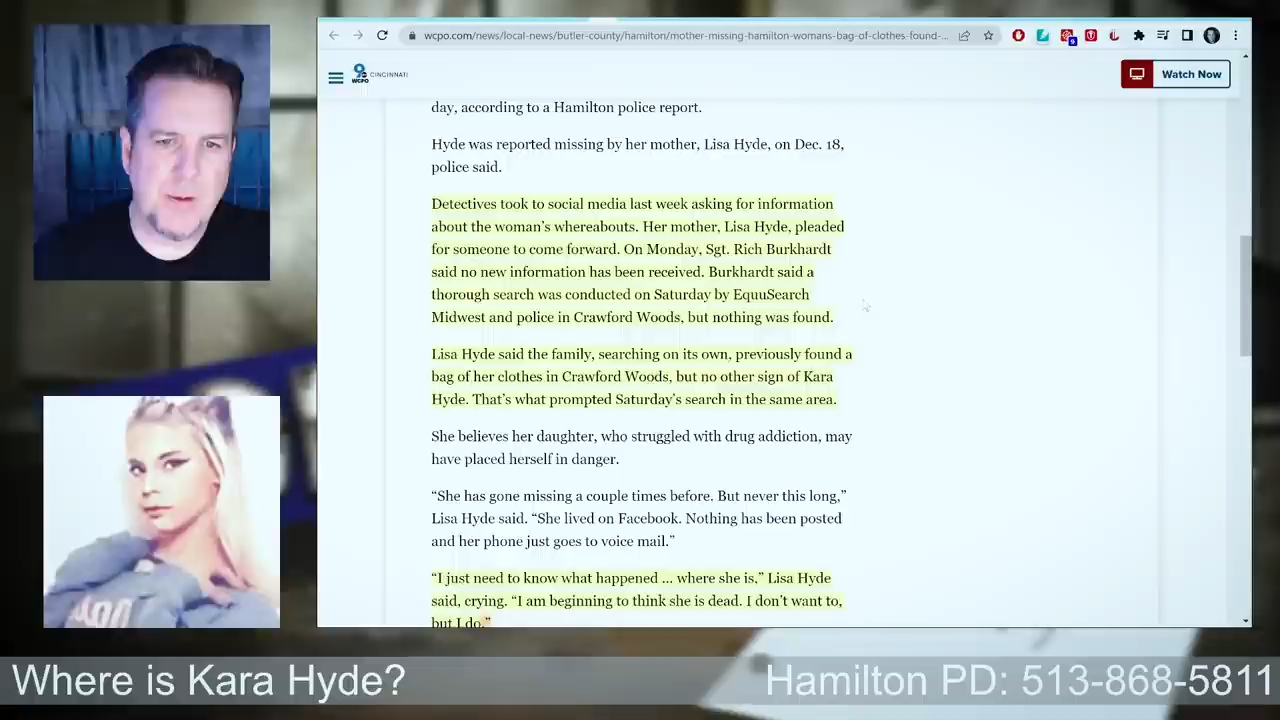 wcpo.com/news/local-news/butler-county/hamilton/mother-missing-hamilton-womans-bag-of-clothes-found-...
9
WCPO
CINCINNATI
Watch Now
day, according to a Hamilton police report.
Hyde was reported missing by her mother, Lisa Hyde, on Dec. 18,
police said.
Detectives took to social media last week asking for information
about the woman’s whereabouts. Her mother, Lisa Hyde, pleaded
for someone to come forward. On Monday, Sgt. Rich Burkhardt
said no new information has been received. Burkhardt said a
thorough search was conducted on Saturday by EquuSearch
Midwest and police in Crawford Woods, but nothing was found.
Lisa Hyde said the family, searching on its own, previously found a
bag of her clothes in Crawford Woods, but no other sign of Kara
Hyde. That’s what prompted Saturday’s search in the same area.
She believes her daughter, who struggled with drug addiction, may
have placed herself in danger.
“She has gone missing a couple times before. But never this long,”
Lisa Hyde said. “She lived on Facebook. Nothing has been posted
and her phone just goes to voice mail.”
“I just need to know what happened ... where she is,” Lisa Hyde
said, crying. “I am beginning to think she is dead. I don’t want to,
but I do.”
Where is Kara Hyde?
Hamilton PD: 513-868-5811